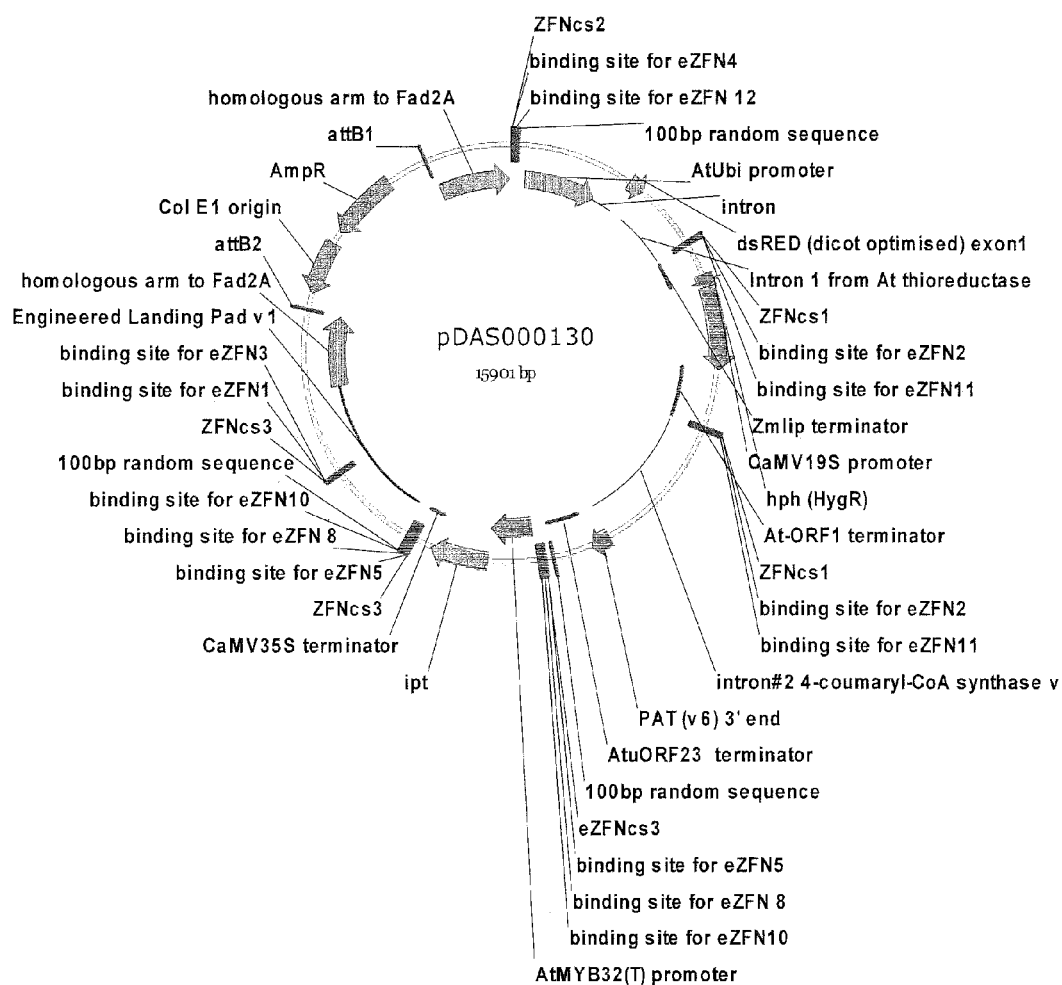 ZFNcs2
binding site for eZFN4
binding site for eZFN 12
100bp random sequence
AtUbi promoter
intron
dsRED (dicot optimised) exon1
Intron 1 from At thioreductase
ZFNcs1
binding site for eZFN2
binding site for eZFN11
Zmlip terminator
CaMV19S promoter
hph (HygR)
At-ORF1 terminator
ZFNcs1
binding site for eZFN2
binding site for eZFN11
intron#2 4-coumaryl-CoA synthase v
PAT (v6) 3' end
AtuORF23 terminator
100bp random sequence
eZFNcs3
binding site for eZFN5
binding site for eZFN 8
binding site for eZFN10
AtMYB32(T) promoter
ipt
CaMV35S terminator
ZFNcs3
binding site for eZFN5
binding site for eZFN 8
binding site for eZFN10
100bp random sequence
ZFNcs3
binding site for eZFN1
binding site for eZFN3
Engineered Landing Pad v1
homologous arm to Fad2A
attB2
Col E1 origin
AmpR
attB1
homologous arm to Fad2A
pDAS000130
15901 bp